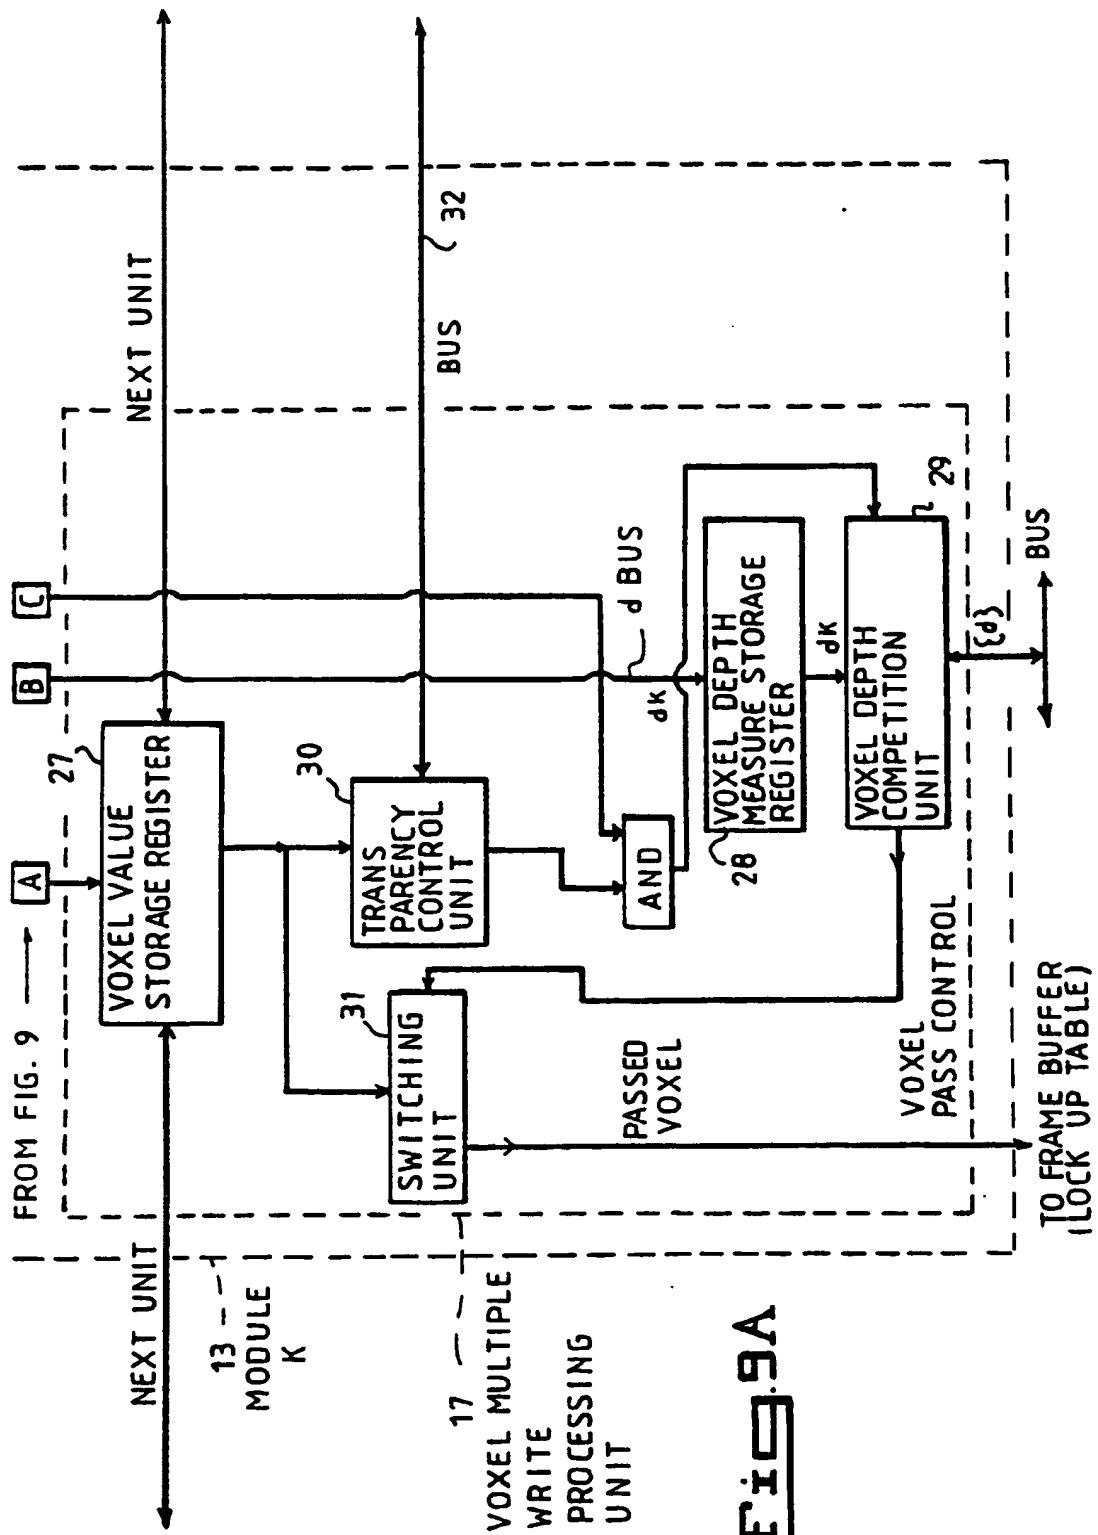 FROM FIG. 9
A
B
C
NEXT UNIT
NEXT UNIT
27
VOXEL VALUE
STORAGE REGISTER
13
MODULE
K
30
TRANS
PARENCY
CONTROL
UNIT
BUS
32
31
SWITCHING
UNIT
17
VOXEL MULTIPLE
WRITE
PROCESSING
UNIT
AND
dK
d BUS
28
VOXEL DEPTH
MEASURE STORAGE
REGISTER
dK
PASSED
VOXEL
VOXEL DEPTH
COMPETITION
UNIT
29
VOXEL
PASS CONTROL
{d}
BUS
TO FRAME BUFFER
(LOCK UP TABLE)
Fig.9A